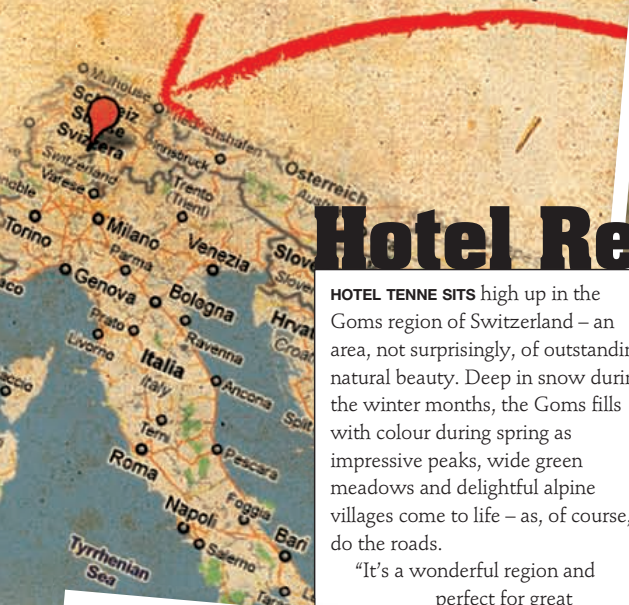 Mulhouse
Friedrichshafen
Svizzera
Switzerland
Innsbruck
Österreich
Varese
Trento
(Trient)
Torino
Milano
Venezia
Parma
Genova
Bologna
Prato
Ravenna
Livorno
Italia
Italy
Ancona
Split
Terni
Pescara
Roma
Foggia
Napoli
Bari
Salerno
Tyrrhenian
Sea
Hotel Re
HOTEL TENNE SITS high up in the
Goms region of Switzerland – an
area, not surprisingly, of outstandin
natural beauty. Deep in snow durin
the winter months, the Goms fills
with colour during spring as
impressive peaks, wide green
meadows and delightful alpine
villages come to life – as, of course,
do the roads.
“It’s a wonderful region and
perfect for great